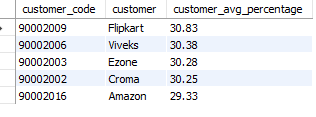 customer_code customer customer_avg_percentage
90002009 Flipkart 30.83
90002006 Viveks 30.38
90002003 Ezone 30.28
90002002 Croma 30.25
90002016 Amazon 29.33